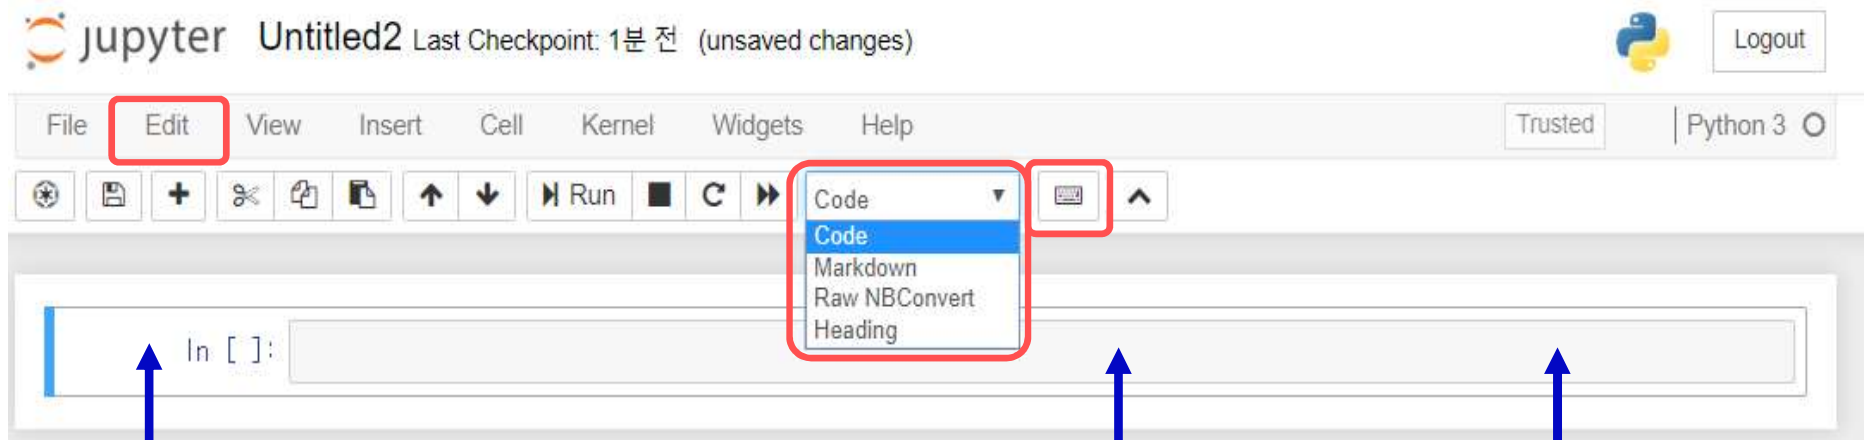 jupyter Untitled2 Last Checkpoint: 1분 전 (unsaved changes) Logout
File Edit View Insert Cell Kernel Widgets Help Trusted Python 3
Run Code
Code
Markdown
Raw NBConvert
Heading
In [ ]: